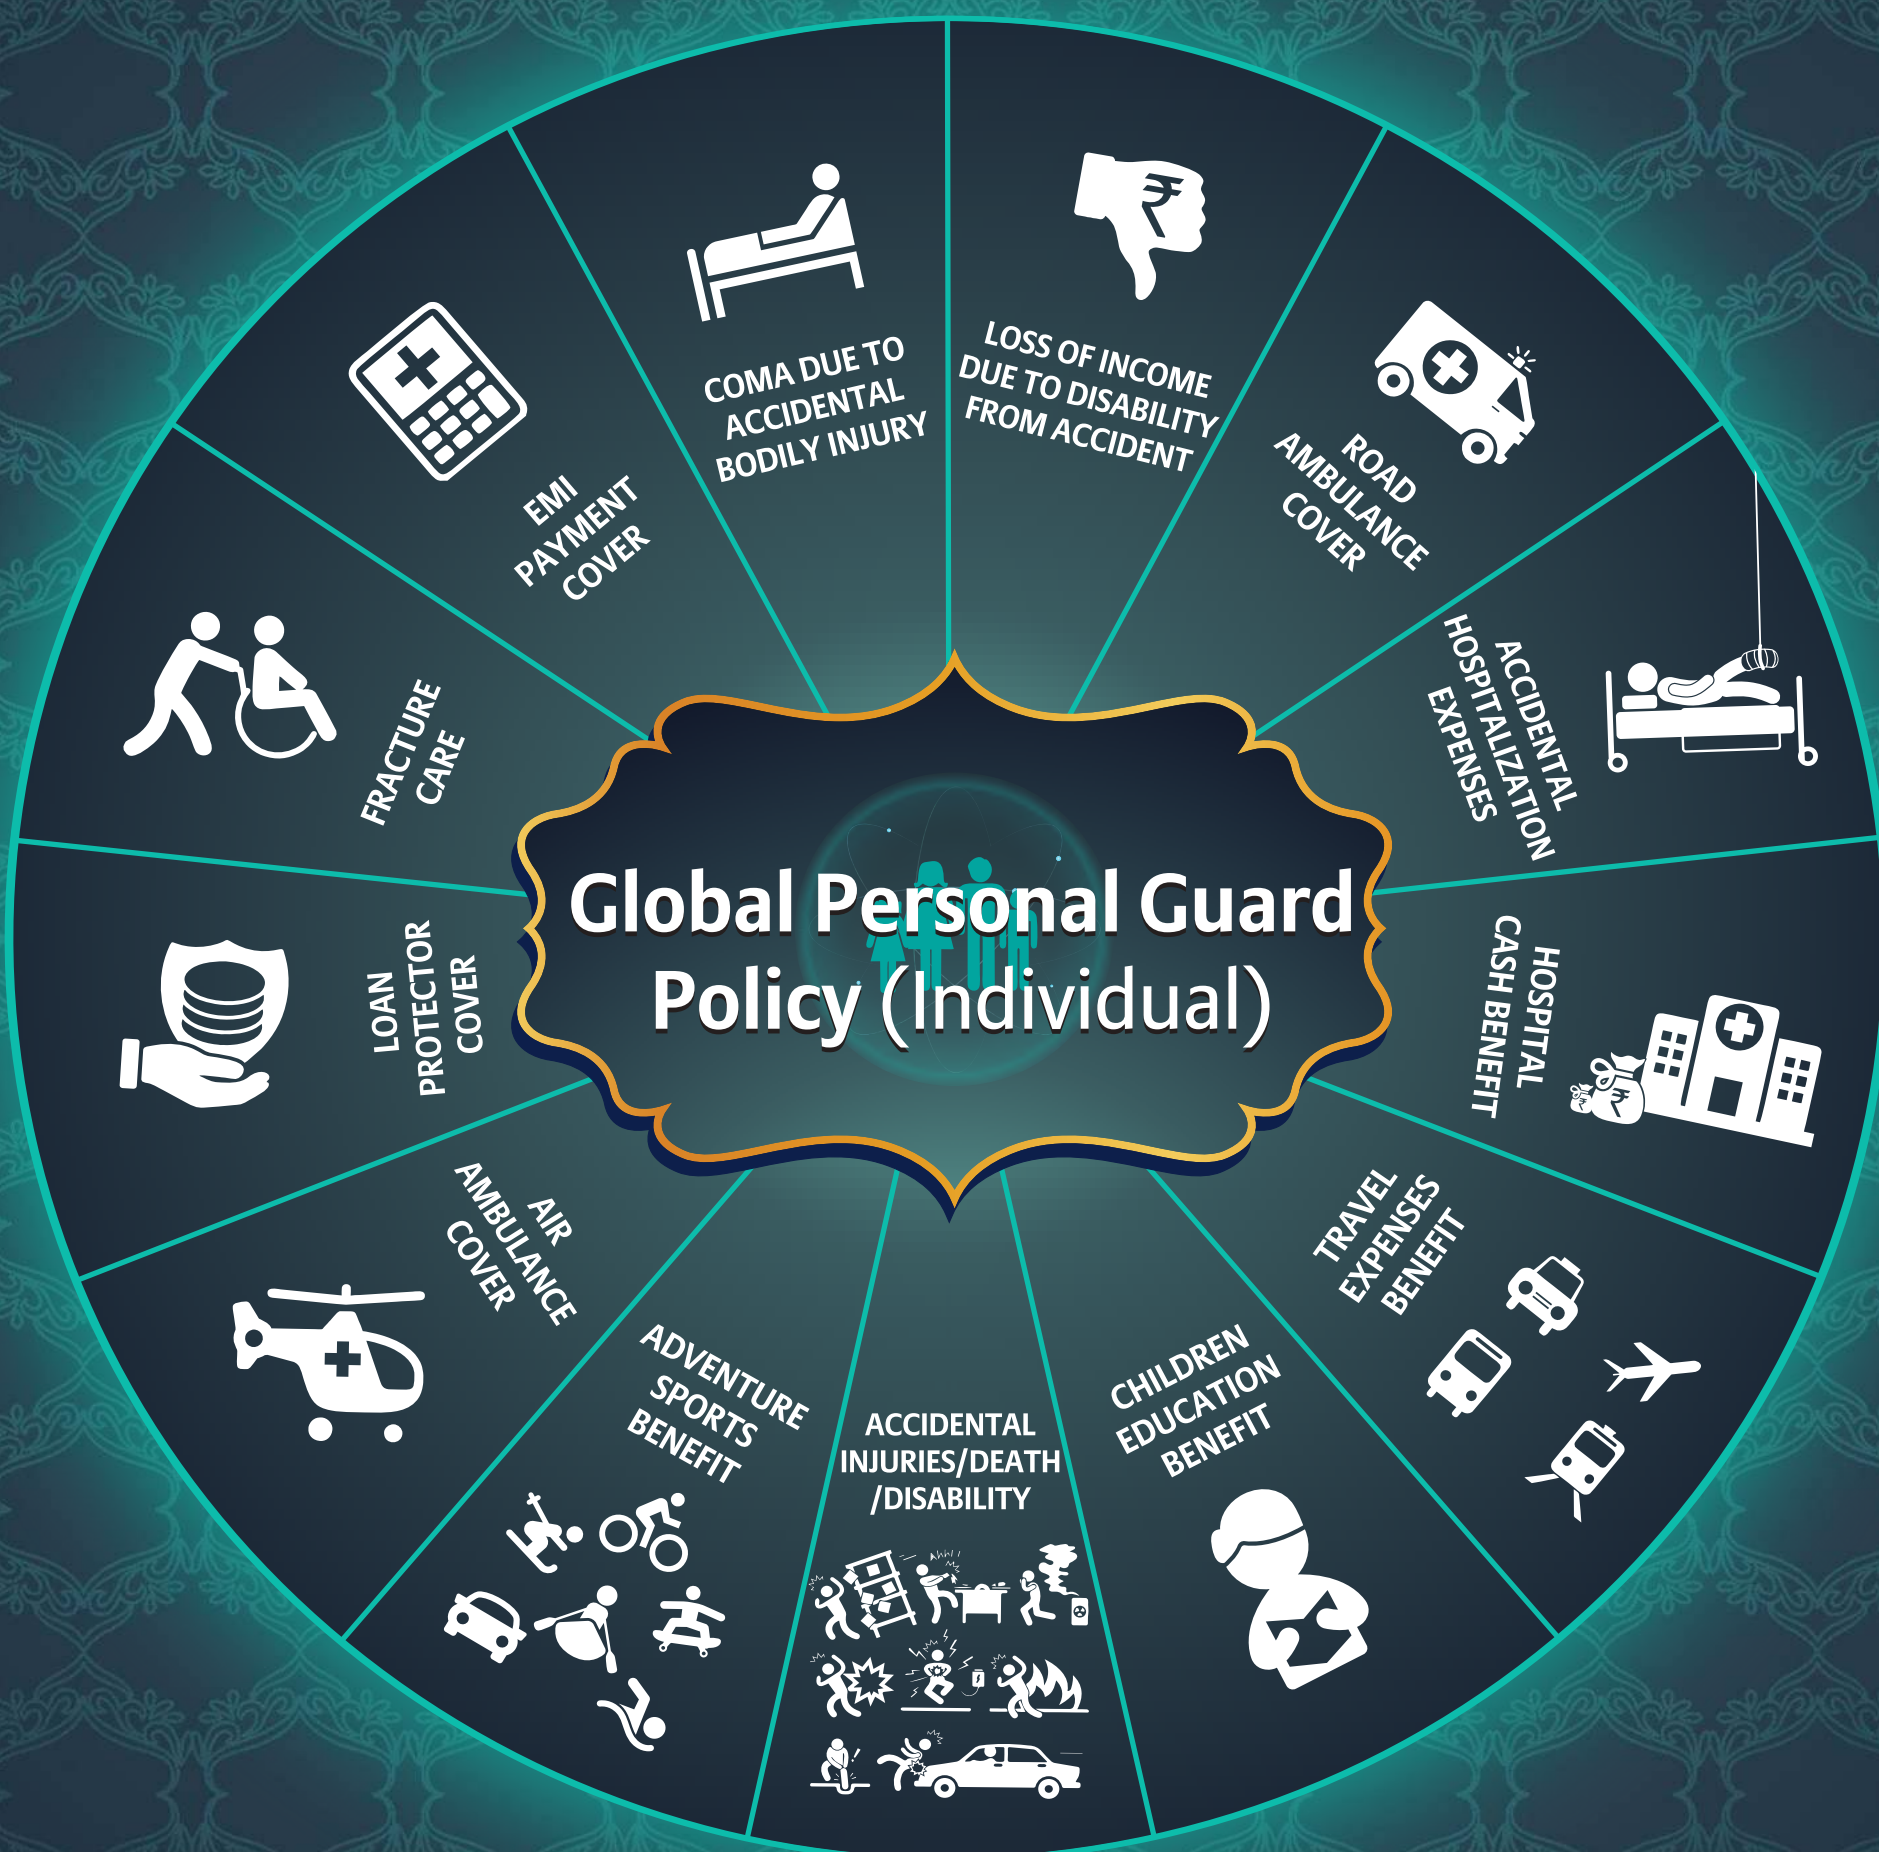 Global Personal Guard
Policy (Individual)
LOSS OF INCOME
DUE TO DISABILITY
FROM ACCIDENT
ROAD
AMBULANCE
COVER
ACCIDENTAL
HOSPITALIZATION
EXPENSES
HOSPITAL
CASH BENEFIT
TRAVEL
EXPENSES
BENEFIT
CHILDREN
EDUCATION
BENEFIT
ACCIDENTAL
INJURIES/DEATH
/DISABILITY
ADVENTURE
SPORTS
BENEFIT
AIR
AMBULANCE
COVER
LOAN
PROTECTOR
COVER
FRACTURE
CARE
EMI
PAYMENT
COVER
COMA DUE TO
ACCIDENTAL
BODILY INJURY